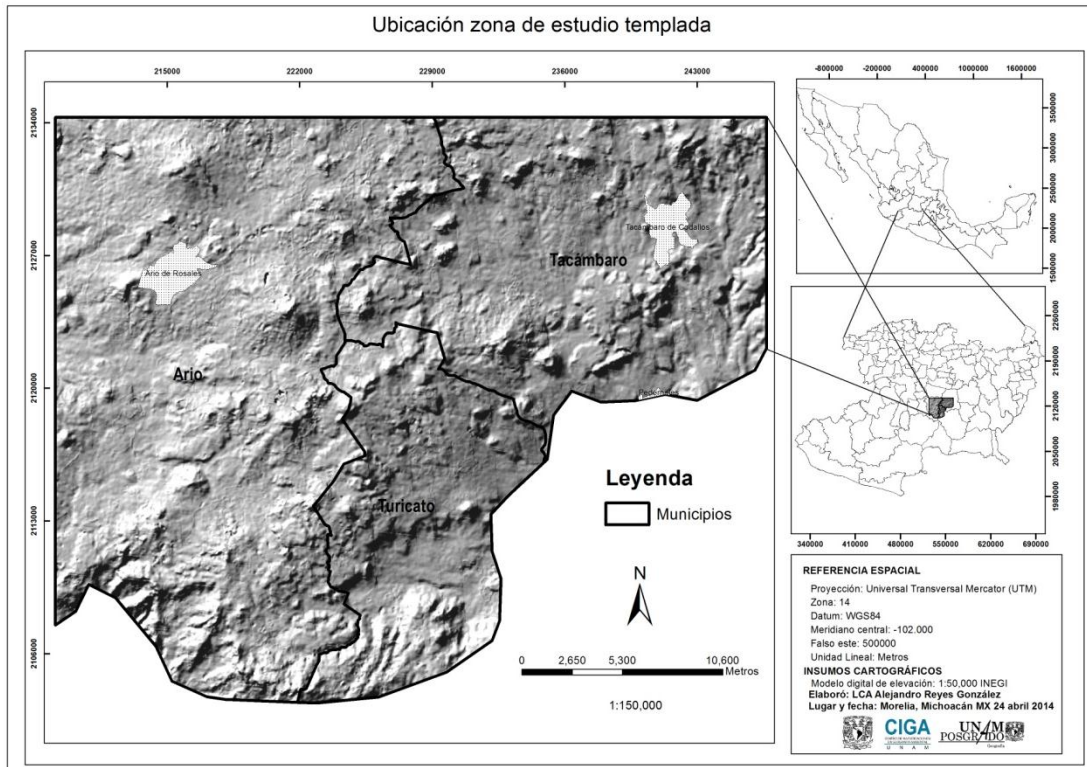 Ubicación zona de estudio templada
215000 222000 229000 236000 243000
2134000
2127000
2120000
2113000
2106000
Tacámbaro de Codallos
Tacámbaro
Ario de Rosales
Ario
Turicato
Leyenda
Municipios
N
0 2,650 5,300 10,600
Metros
1:150,000
-800000 -200000 400000 1000000 1600000
3500000
3000000
2500000
2000000
1500000
2260000
2190000
2120000
2050000
1980000
340000 410000 480000 550000 620000 690000
REFERENCIA ESPACIAL
Proyección: Universal Transversal Mercator (UTM)
Zona: 14
Datum: WGS84
Meridiano central: -102.000
Falso este: 500000
Unidad Lineal: Metros
INSUMOS CARTOGRÁFICOS
Modelo digital de elevación: 1:50,000 INEGI
Elaboró: LCA Alejandro Reyes González
Lugar y fecha: Morelia, Michoacán MX 24 abril 2014
CIGA
UNAM
UNAM
POSGRADO
Geografía